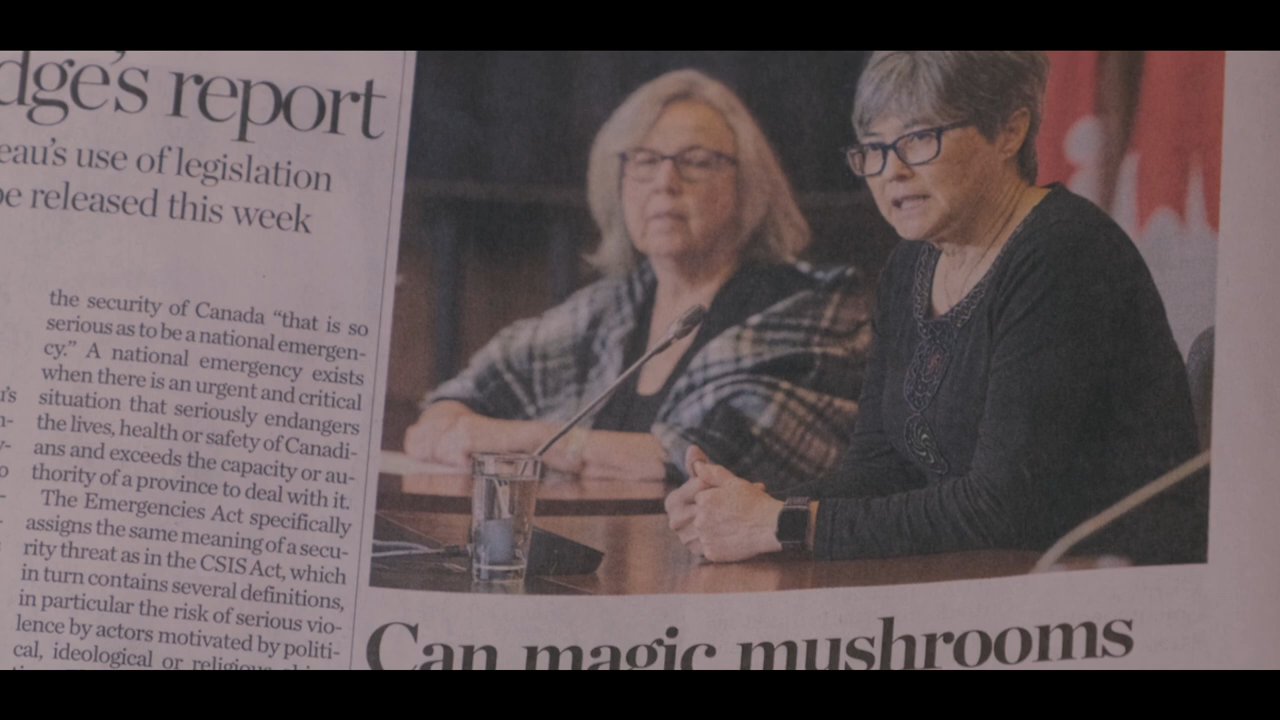 dge's report
eau's use of legislation
be released this week
the security of Canada “that is so
serious as to be a national emergen-
cy.” A national emergency exists
when there is an urgent and critical
situation that seriously endangers
the lives, health or safety of Canadi-
ans and exceeds the capacity or au-
thority of a province to deal with it.
The Emergencies Act specifically
assigns the same meaning of a secu-
rity threat as in the CSIS Act, which
in turn contains several definitions,
in particular the risk of serious vio-
lence by actors motivated by politi-
cal, ideological or religious
Can magic mushrooms